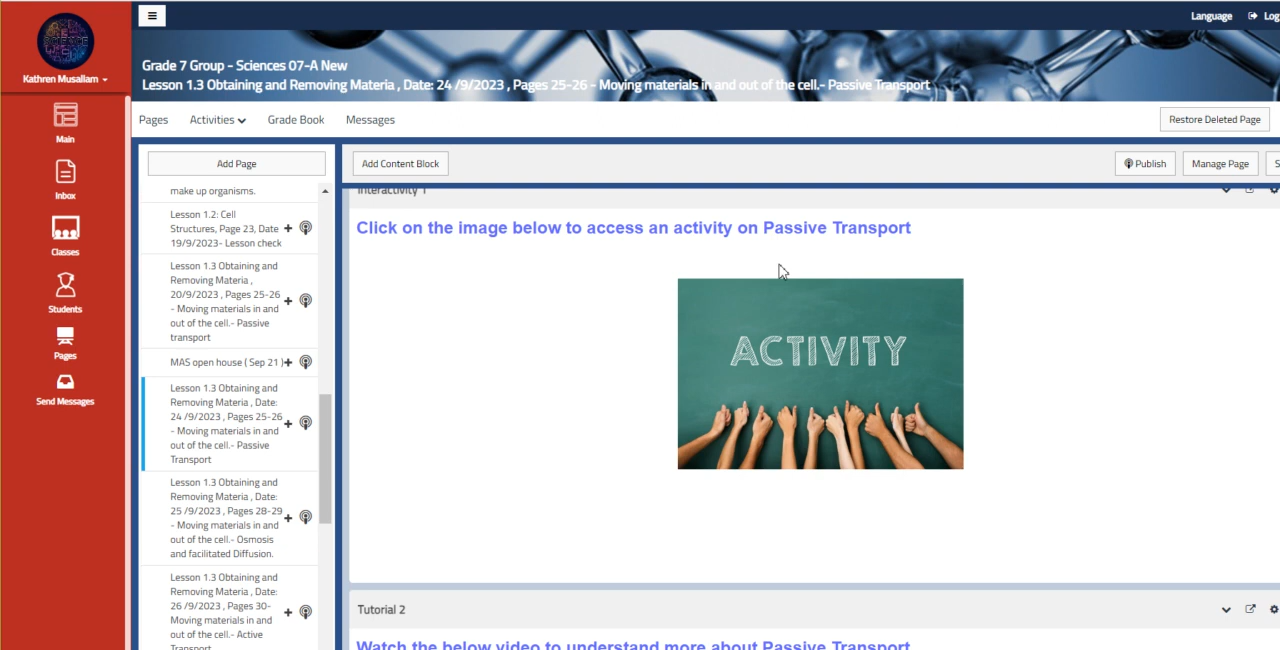 Language
Log
Kathren Musallam
Grade 7 Group - Sciences 07-A New
Lesson 1.3 Obtaining and Removing Materia , Date: 24 /9/2023 , Pages 25-26 - Moving materials in and out of the cell.- Passive Transport
Pages
Activities
Grade Book
Messages
Restore Deleted Page
Main
Inbox
Classes
Students
Pages
Send Messages
Add Page
make up organisms.
Lesson 1.2: Cell
Structures, Page 23, Date
19/9/2023- Lesson check
Lesson 1.3 Obtaining and
Removing Materia ,
20/9/2023 , Pages 25-26
- Moving materials in and
out of the cell.- Passive
transport
MAS open house ( Sep 21 )
Lesson 1.3 Obtaining and
Removing Materia , Date:
24 /9/2023 , Pages 25-26
- Moving materials in and
out of the cell.- Passive
Transport
Lesson 1.3 Obtaining and
Removing Materia , Date:
25 /9/2023 , Pages 28-29
- Moving materials in and
out of the cell.- Osmosis
and facilitated Diffusion.
Lesson 1.3 Obtaining and
Removing Materia , Date:
26 /9/2023 , Pages 30-
Moving materials in and
out of the cell.- Active
Transport
Add Content Block
Publish
Manage Page
S
Interactivity 1
Click on the image below to access an activity on Passive Transport
ACTIVITY
Tutorial 2
Watch the below video to understand more about Passive Transport